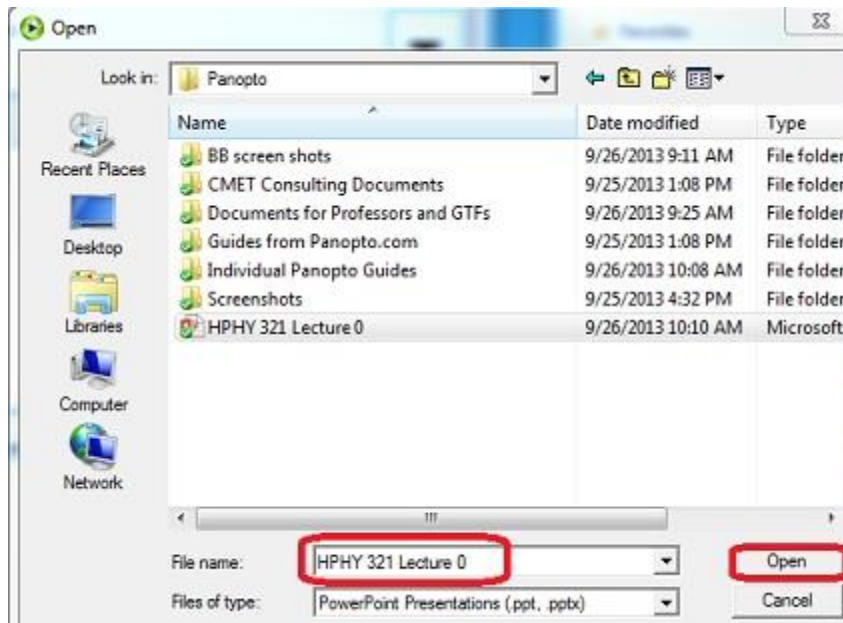 Open
Look in: Panopto
Name Date modified Type
Recent Places
Desktop
Libraries
Computer
Network
BB screen shots 9/26/2013 9:11 AM File folder
CMET Consulting Documents 9/25/2013 1:08 PM File folder
Documents for Professors and GTFs 9/26/2013 9:25 AM File folder
Guides from Panopto.com 9/25/2013 1:08 PM File folder
Individual Panopto Guides 9/26/2013 10:08 AM File folder
Screenshots 9/25/2013 4:32 PM File folder
HPHY 321 Lecture 0 9/26/2013 10:10 AM Microsoft
File name: HPHY 321 Lecture 0 Open
Files of type: PowerPoint Presentations (.ppt, .pptx) Cancel